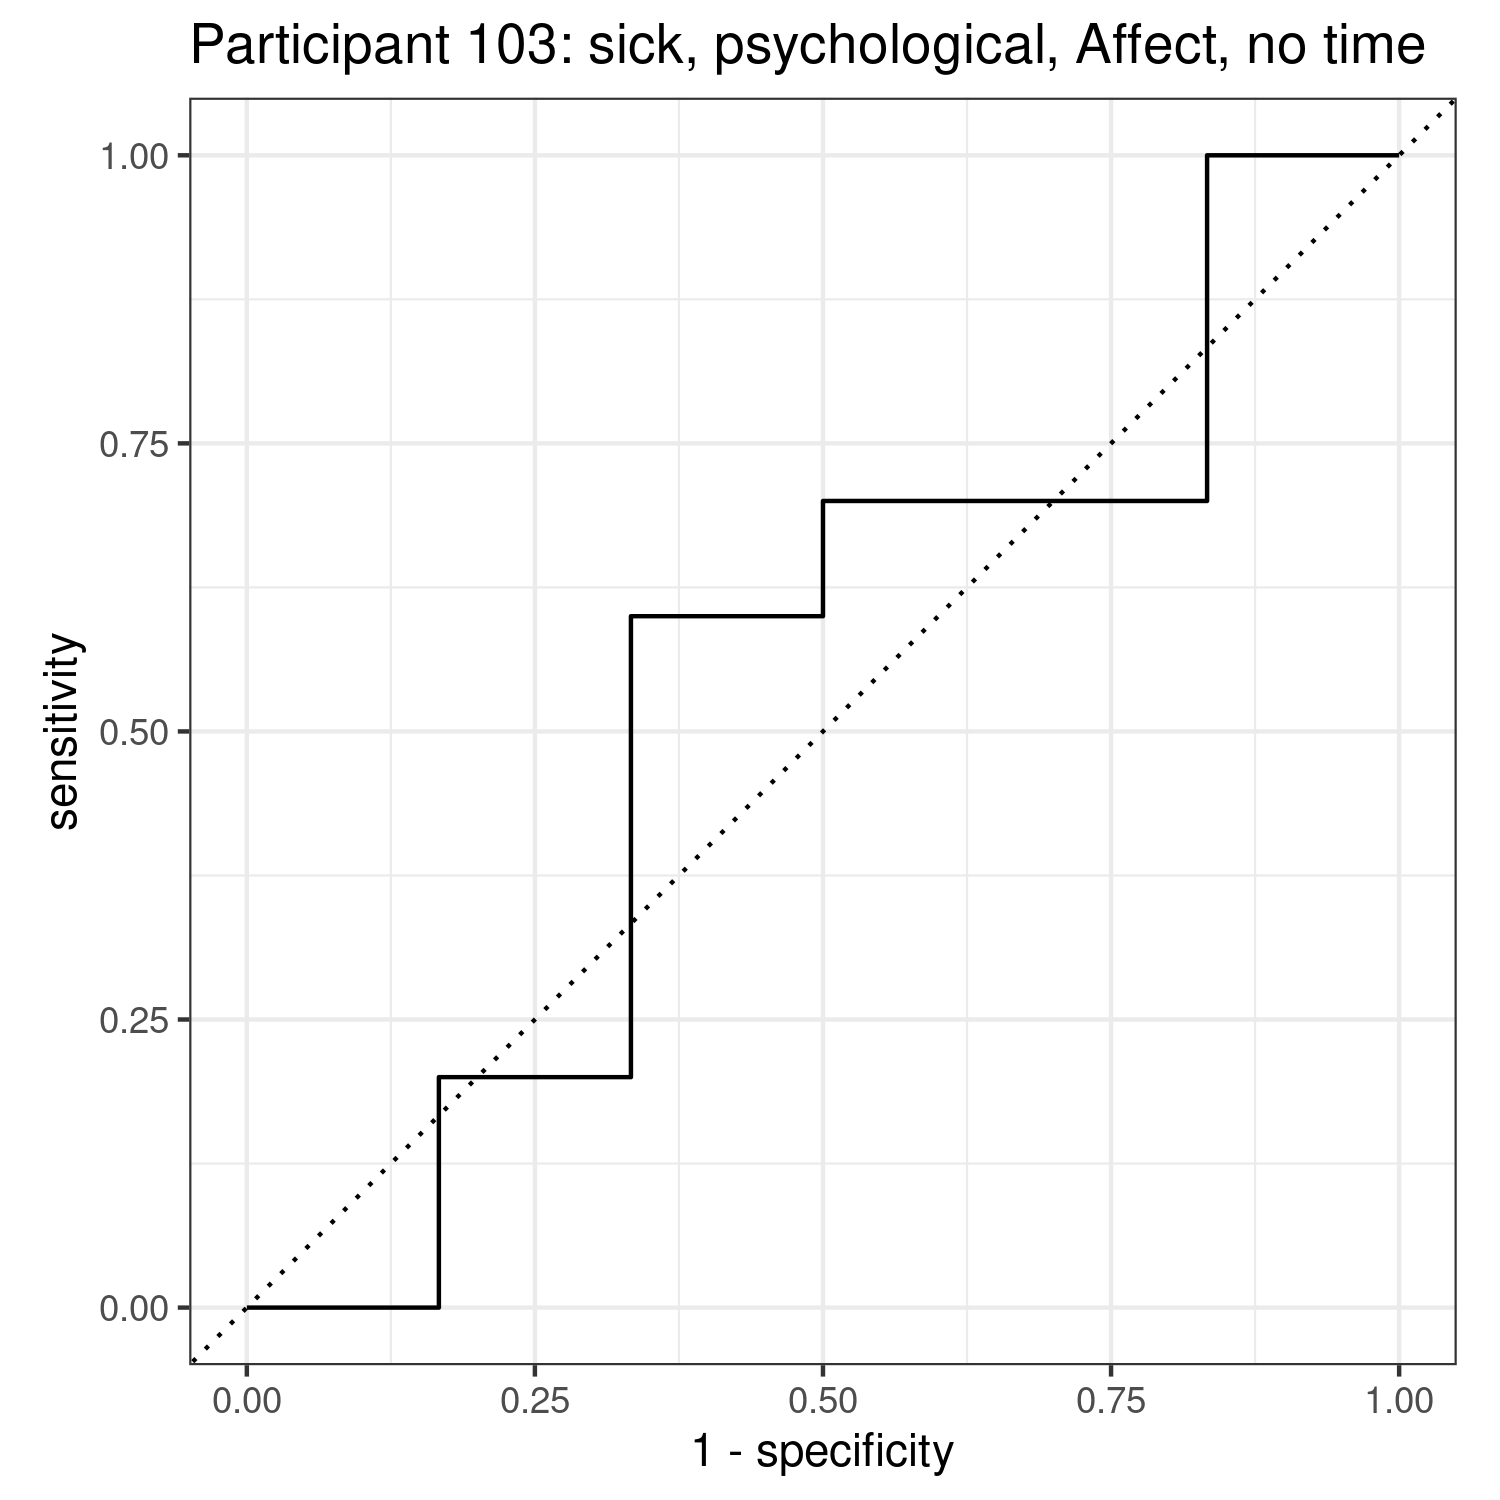 Participant 103: sick, psychological, Affect, no time
1.00
0.75
0.50
0.25
0.00
sensitivity
0.00 0.25 0.50 0.75 1.00
1 - specificity